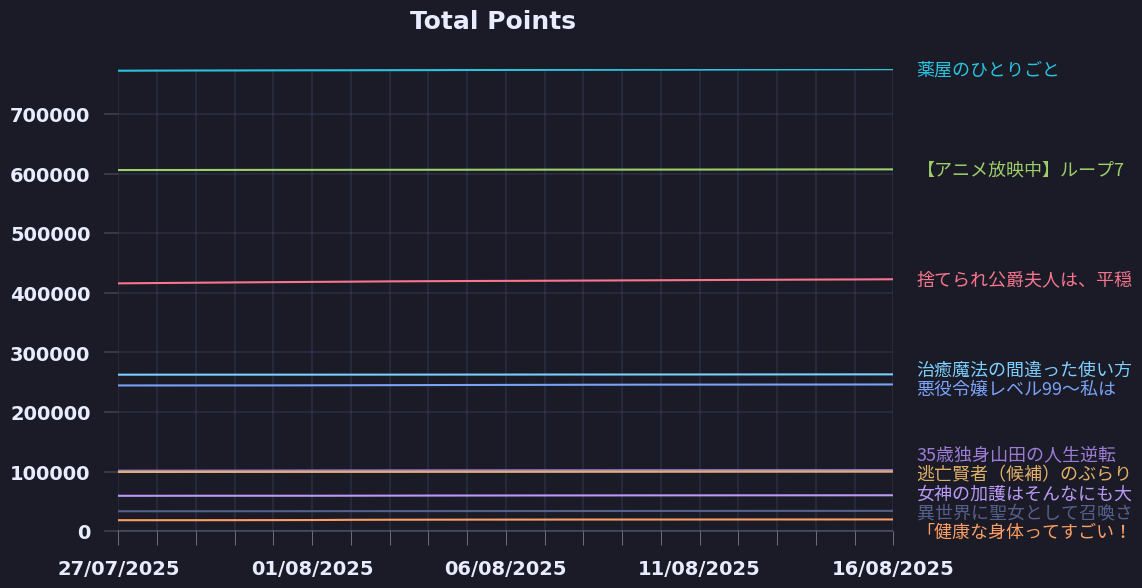 Total Points
薬屋のひとりごと
700000
【アニメ放映中】ループ7
600000
500000
捨てられ公爵夫人は、平穏
400000
300000
治癒魔法の間違った使い方
悪役令嬢レベル99～私は
200000
35歳独身山田の人生逆転
100000
逃亡賢者（候補）のぶらり
女神の加護はそんなにも大
異世界に聖女として召喚さ
0
「健康な身体ってすごい！
27/07/2025 01/08/2025 06/08/2025 11/08/2025 16/08/2025